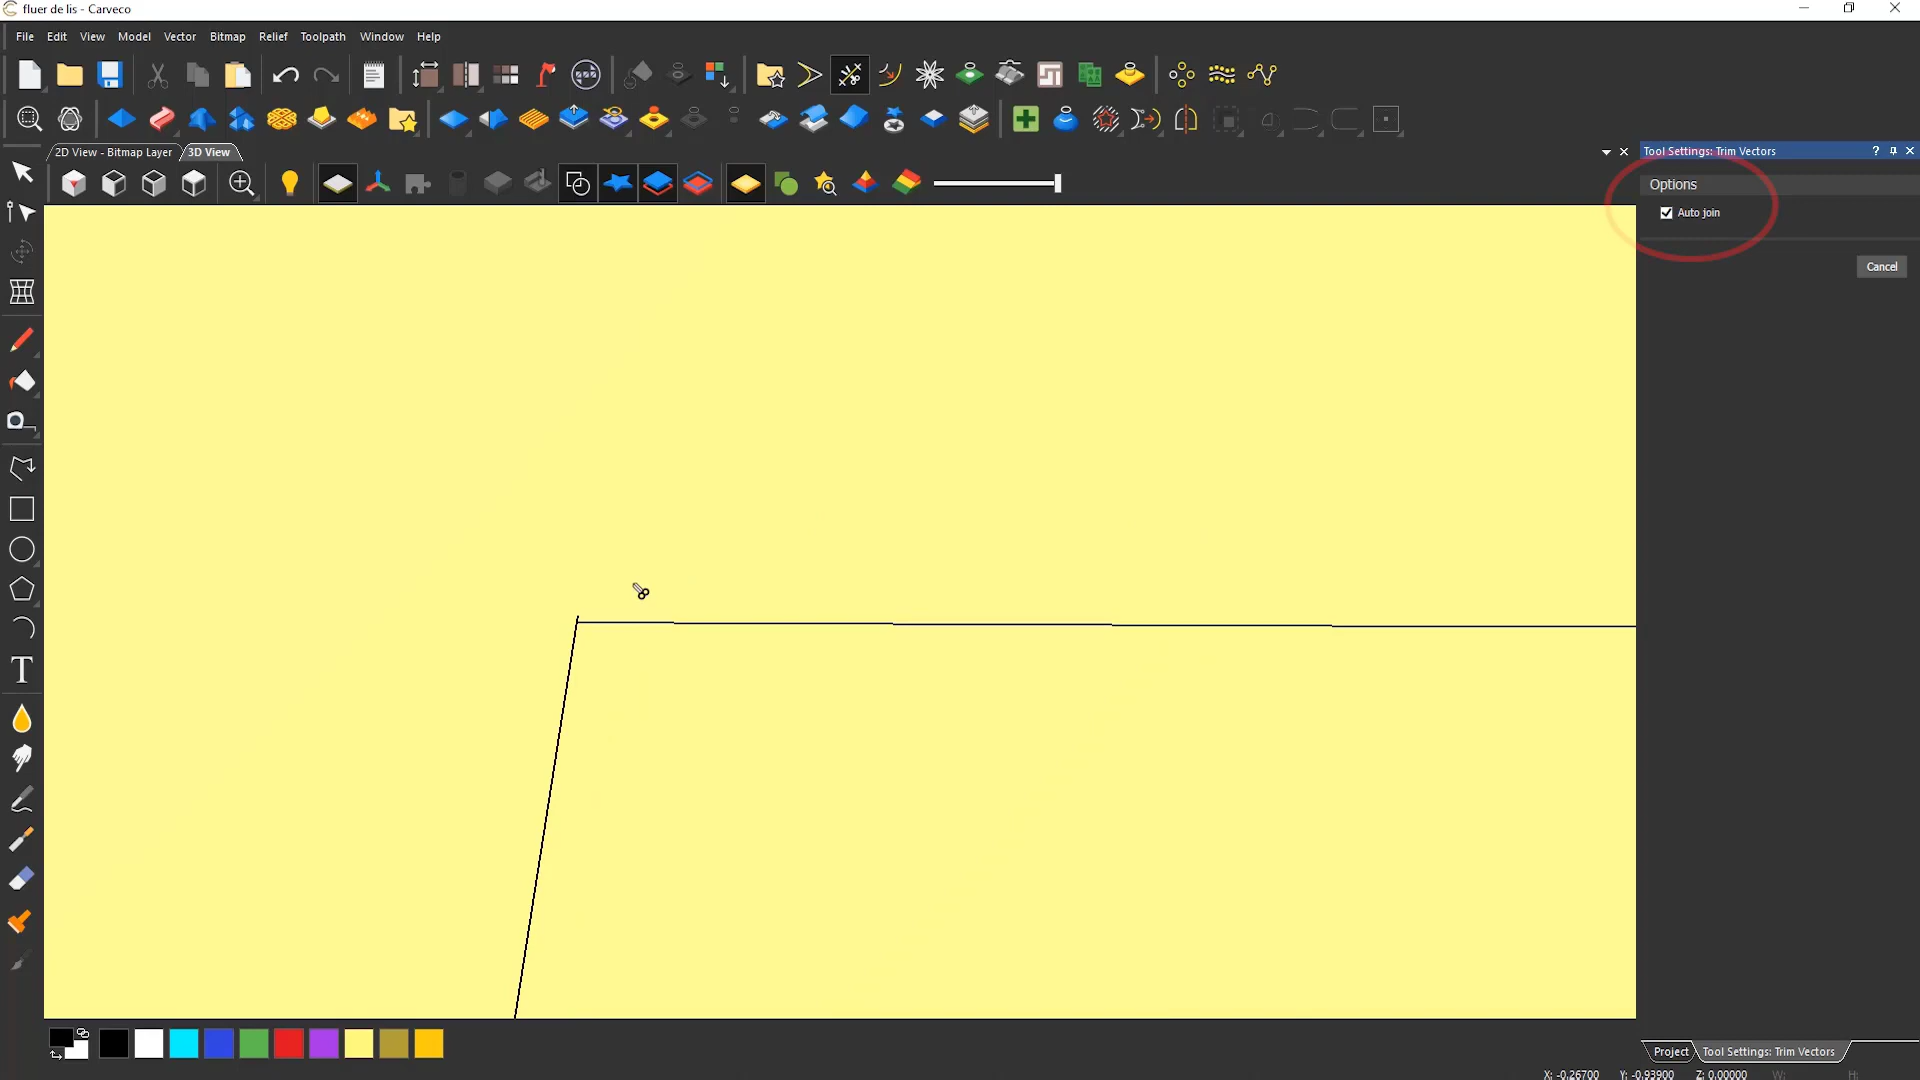 fluer de lis - Carveco
File Edit View Model Vector Bitmap Relief Toolpath Window Help
2D View - Bitmap Layer 3D View
Tool Settings: Trim Vectors
Options
Auto join
Cancel
T
Project Tool Settings: Trim Vectors
X: -0.26700 Y: -0.93900 Z: 0.00000 W: H: